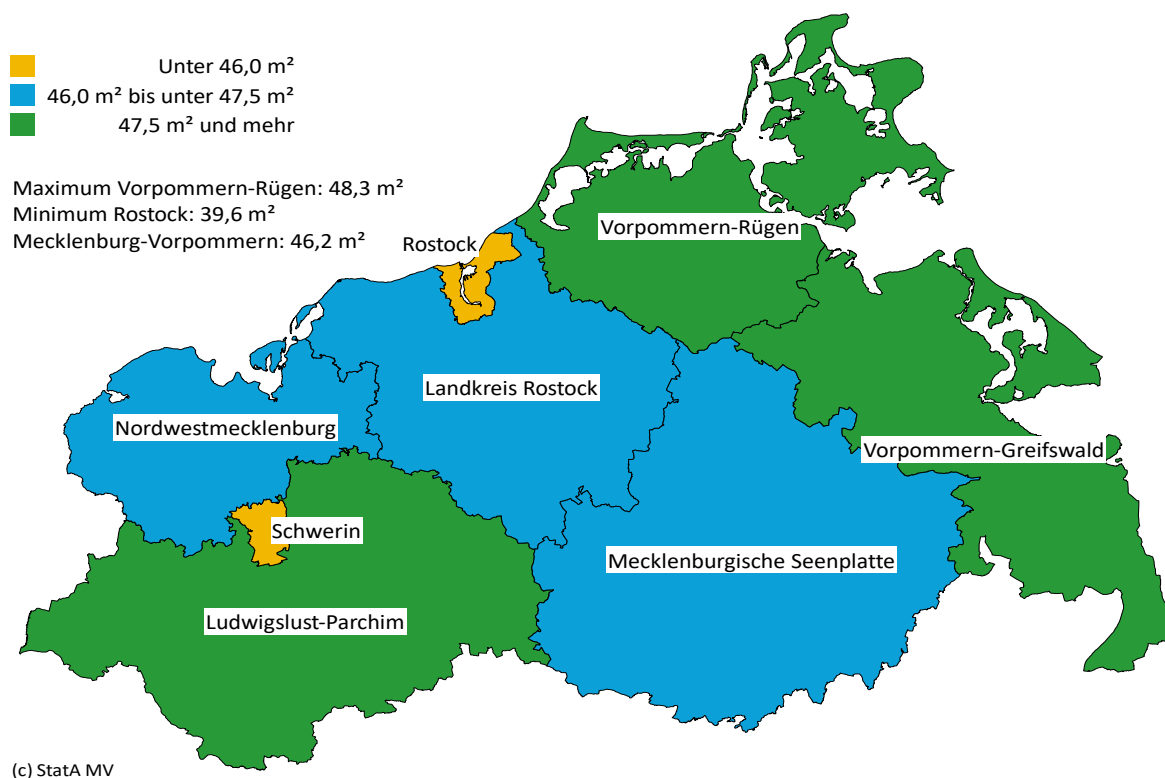 Unter 46,0 m²
46,0 m² bis unter 47,5 m²
47,5 m² und mehr
Maximum Vorpommern-Rügen: 48,3 m²
Minimum Rostock: 39,6 m²
Mecklenburg-Vorpommern: 46,2 m²
Rostock
Vorpommern-Rügen
Landkreis Rostock
Nordwestmecklenburg
Vorpommern-Greifswald
Schwerin
Mecklenburgische Seenplatte
Ludwigslust-Parchim
(c) StatA MV